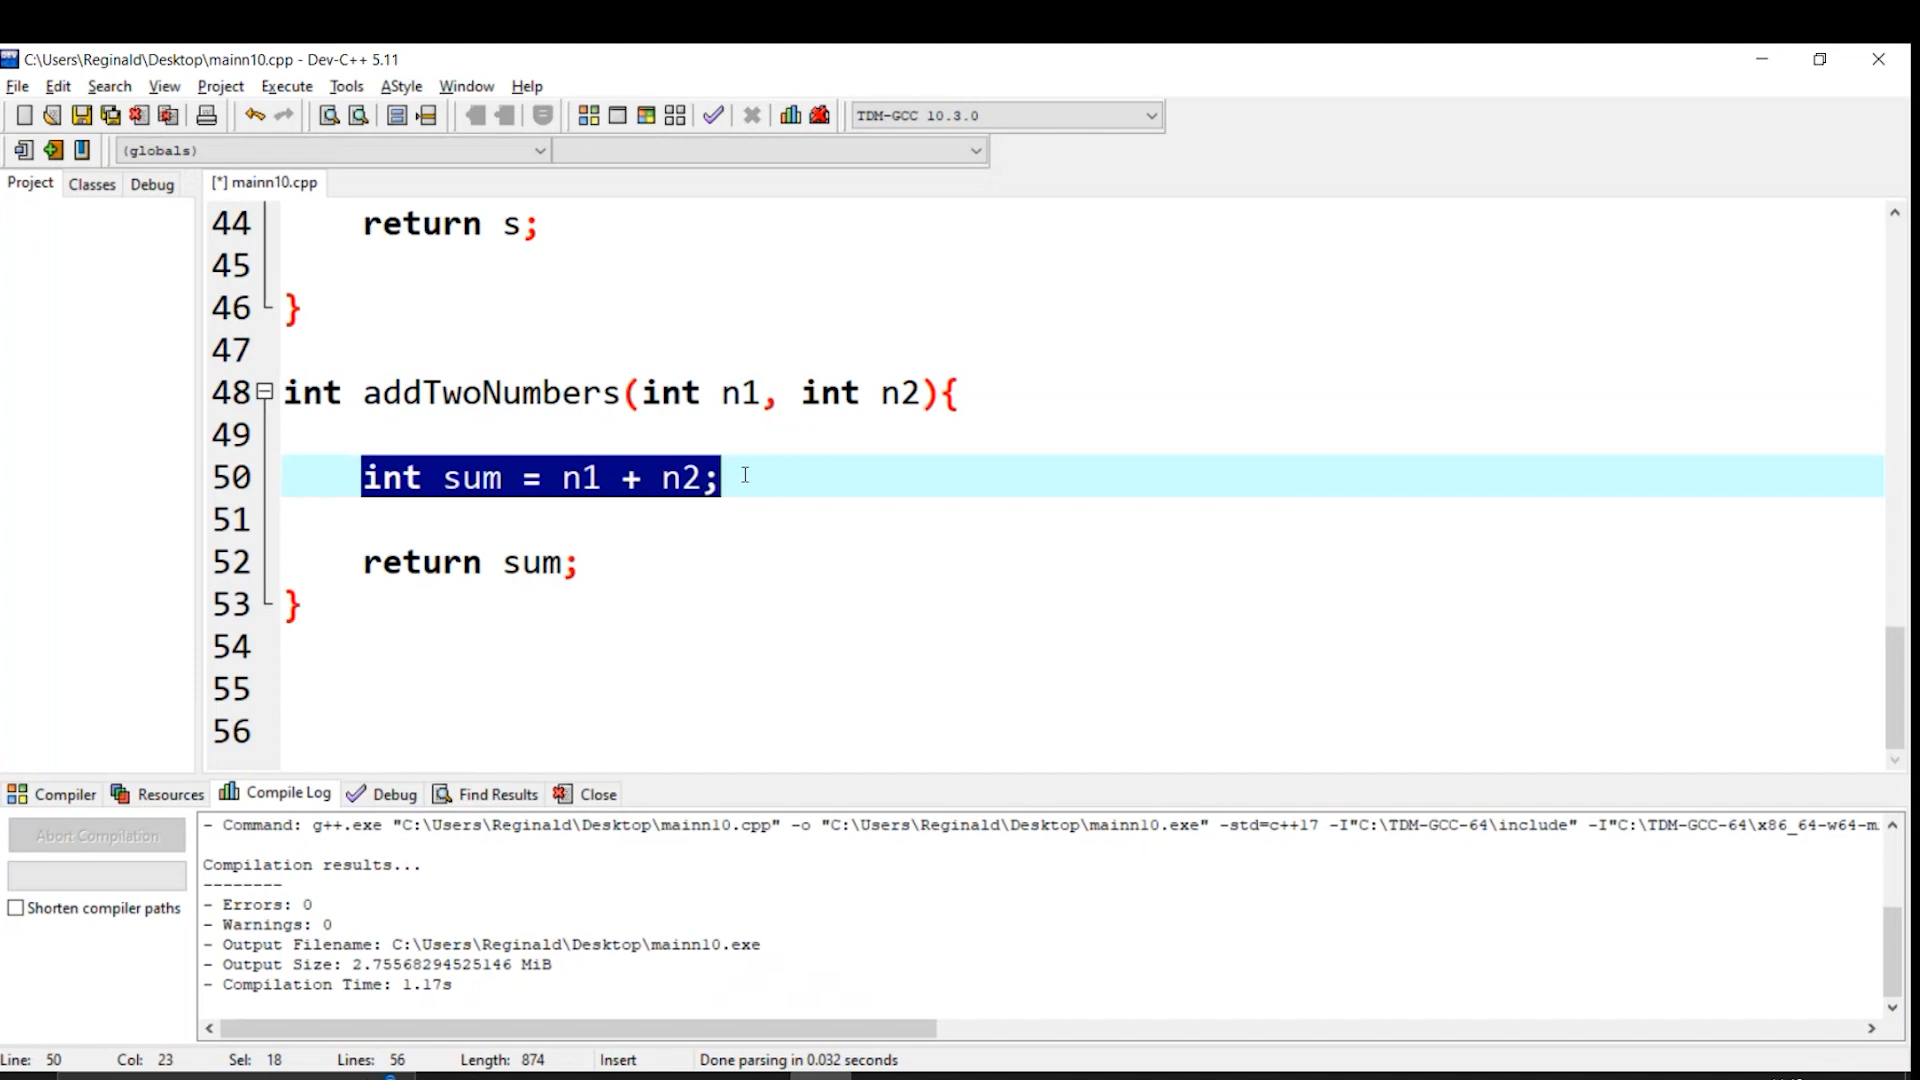 C:\Users\Reginald\Desktop\mainn10.cpp - Dev-C++ 5.11
File Edit Search View Project Execute Tools AStyle Window Help
TDM-GCC 10.3.0
(globals)
Project Classes Debug [*] mainn10.cpp
44 return s;
45
46 }
47
48 int addTwoNumbers(int n1, int n2){
49
50 int sum = n1 + n2;
51
52 return sum;
53 }
54
55
56
Compiler Resources Compile Log Debug Find Results Close
Abort Compilation
Shorten compiler paths
- Command: g++.exe "C:\Users\Reginald\Desktop\mainn10.cpp" -o "C:\Users\Reginald\Desktop\mainn10.exe" -std=c++17 -I"C:\TDM-GCC-64\include" -I"C:\TDM-GCC-64\x86_64-w64-m
Compilation results...
--------
- Errors: 0
- Warnings: 0
- Output Filename: C:\Users\Reginald\Desktop\mainn10.exe
- Output Size: 2.75568294525146 MiB
- Compilation Time: 1.17s
Line: 50 Col: 23 Sel: 18 Lines: 56 Length: 874 Insert Done parsing in 0.032 seconds